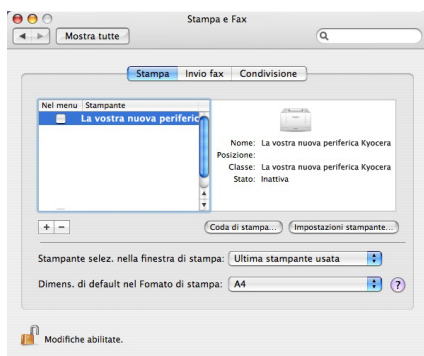 Stampa e Fax
Mostra tutte
Stampa Invio fax Condivisione
Nel menu Stampante
La vostra nuova periferic
Nome: La vostra nuova periferica Kyocera
Posizione:
Classe: La vostra nuova periferica Kyocera
Stato: Inattiva
+ −
Coda di stampa... Impostazioni stampante...
Stampante selez. nella finestra di stampa: Ultima stampante usata
Dimens. di default nel Fomato di stampa: A4 ?
Modifiche abilitate.